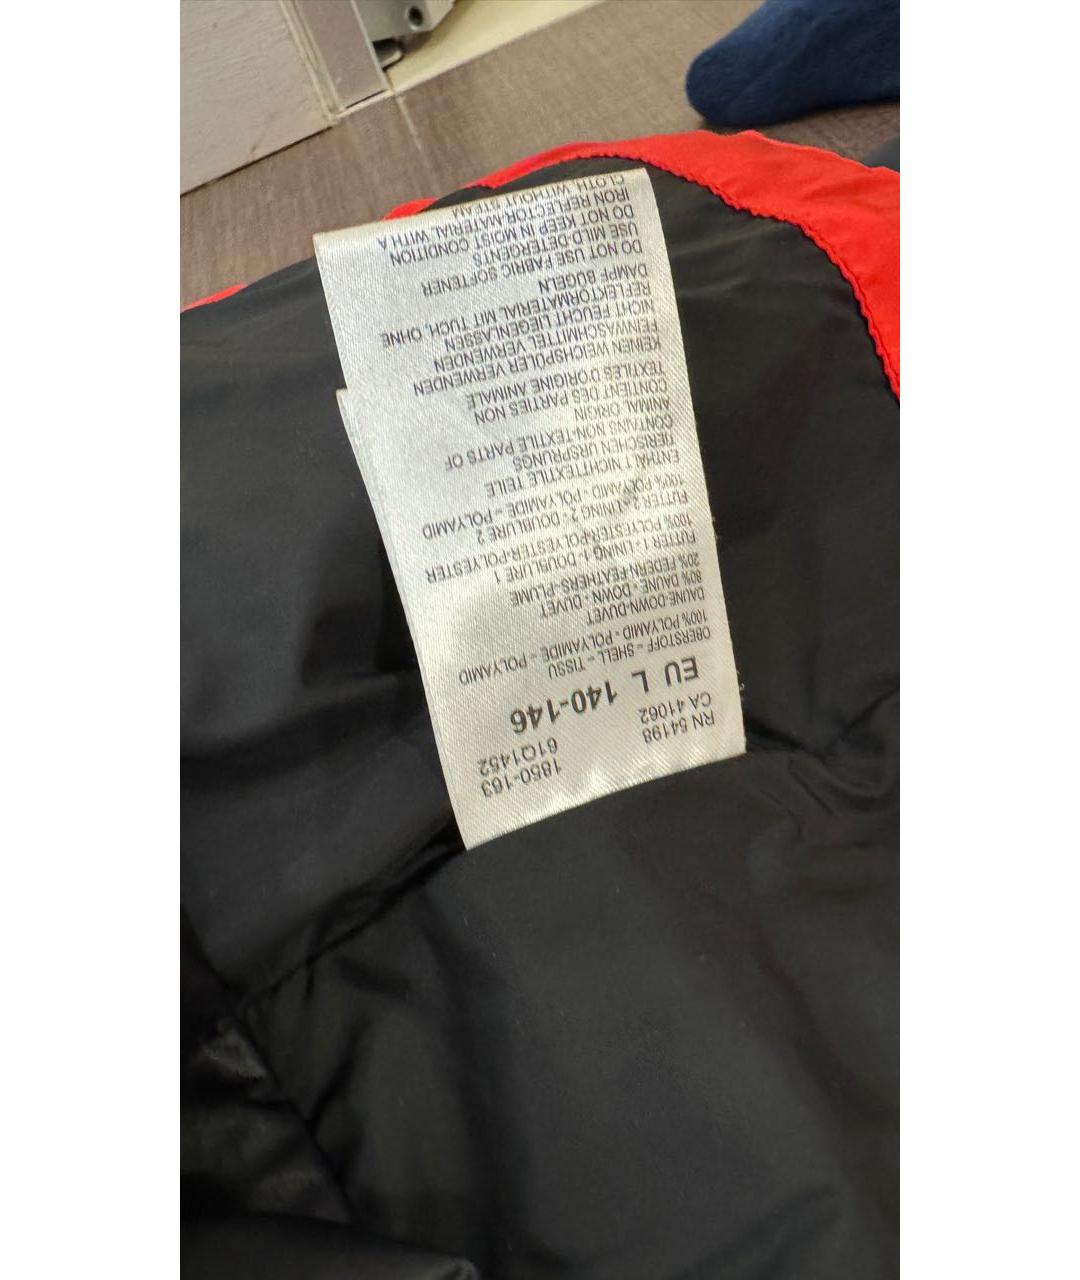 1850-163
RN 54198 61Q1452
CA 41062
EU L 140-146
OBERSTOFF - SHELL - TISSU
100% POLYAMID - POLYAMIDE - POLYAMID
DAUNE-DOWN-DUVET
80% DAUNE - DOWN - DUVET
20% FEDERN-FEATHERS-PLUME
FUTTER 1 - LINING 1 - DOUBLURE 1
100% POLYESTER-POLYESTER-POLYESTER
FUTTER 2 - LINING 2 - DOUBLURE 2
100% POLYAMID - POLYAMIDE - POLYAMID
ENTHÄLT NICHTTEXTILE TEILE
TIERISCHEN URSPRUNGS
CONTAINS NON-TEXTILE PARTS OF
ANIMAL ORIGIN
CONTIENT DES PARTIES NON
TEXTILES D'ORIGINE ANIMALE
KEINEN WEICHSPÜLER VERWENDEN
FEINWASCHMITTEL VERWENDEN
NICHT FEUCHT LIEGENLASSEN
REFLEKTORMATERIAL MIT TUCH, OHNE
DAMPF BÜGELN
DO NOT USE FABRIC SOFTENER
USE MILD DETERGENTS
DO NOT KEEP IN MOIST CONDITION
IRON REFLECTOR MATERIAL WITH A
CLOTH, WITHOUT STEAM